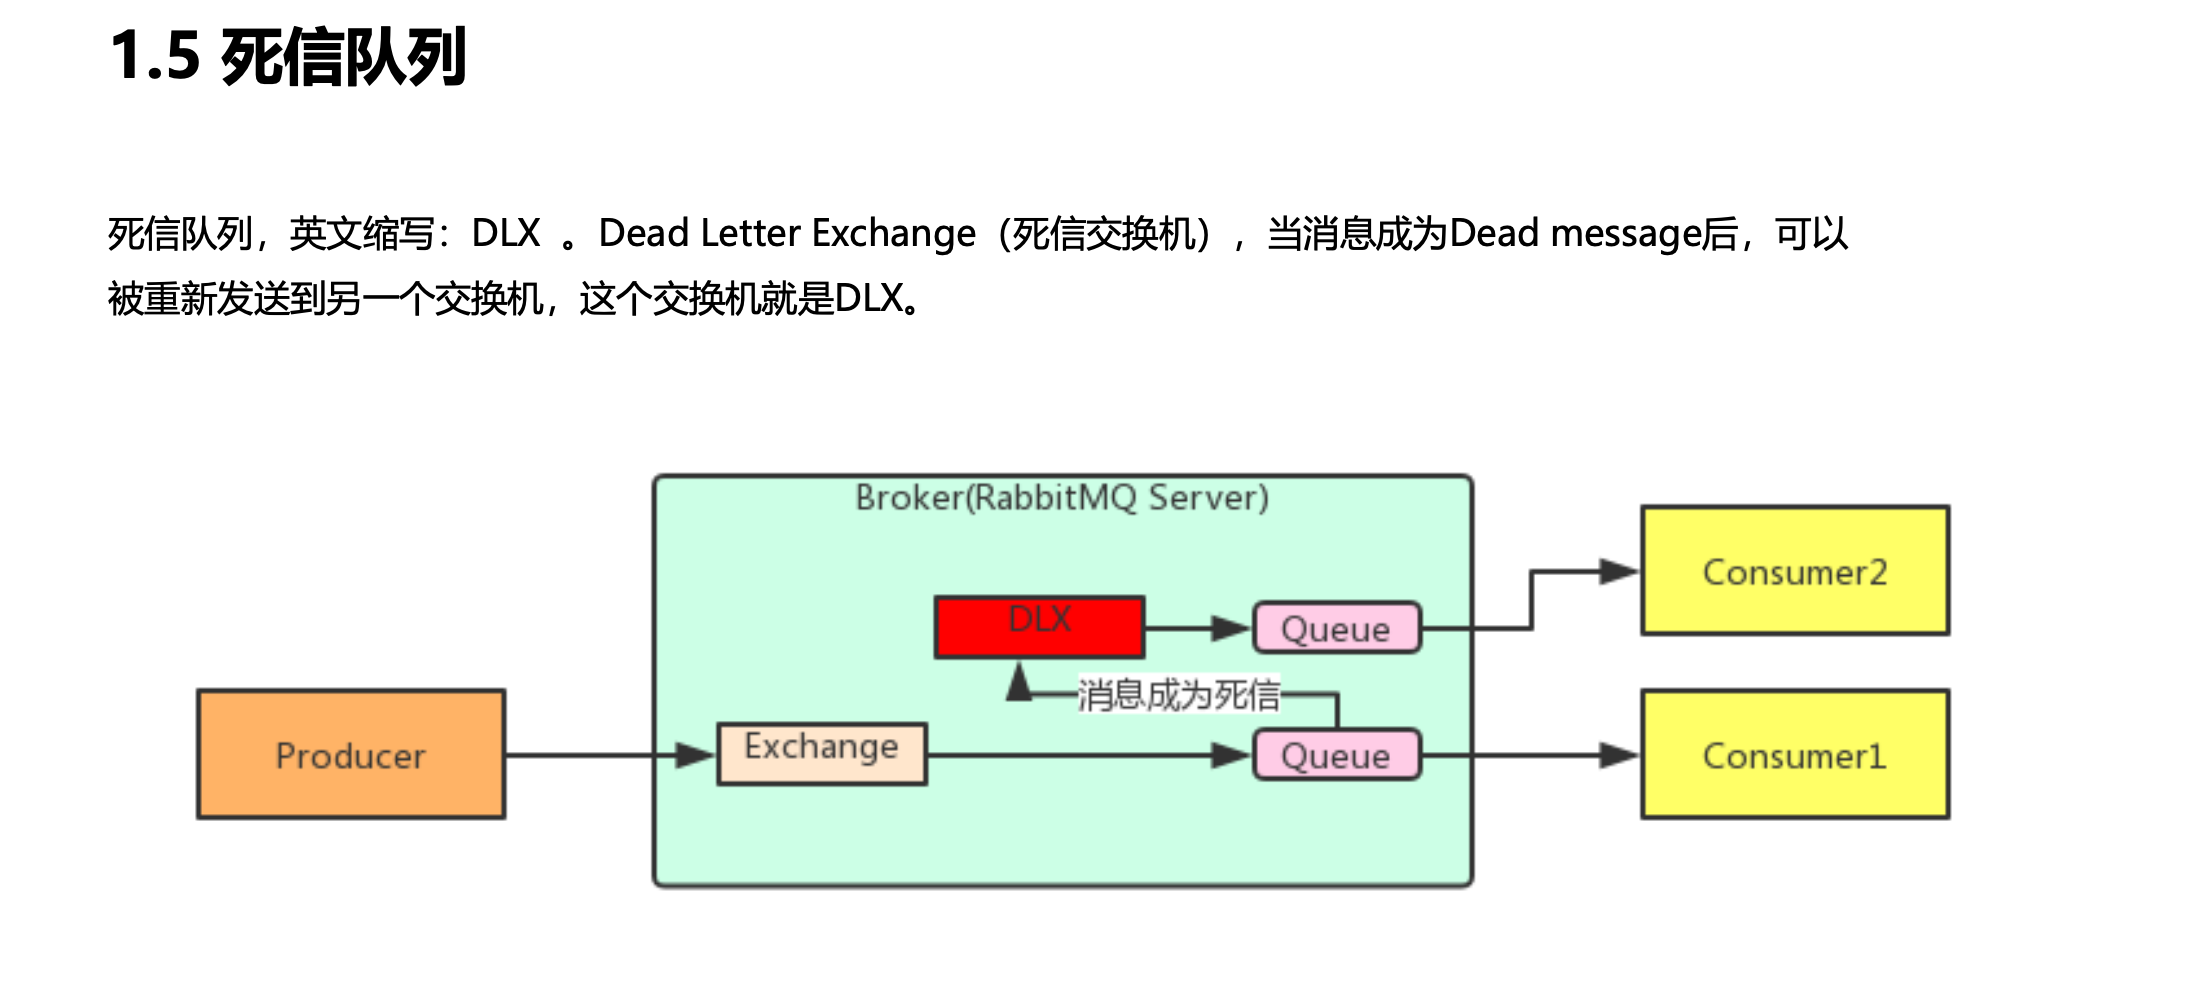 1.5 死信队列
死信队列，英文缩写：DLX 。Dead Letter Exchange（死信交换机），当消息成为Dead message后，可以
被重新发送到另一个交换机，这个交换机就是DLX。
Broker(RabbitMQ Server)
Consumer2
DLX
Queue
消息成为死信
Producer
Exchange
Queue
Consumer1